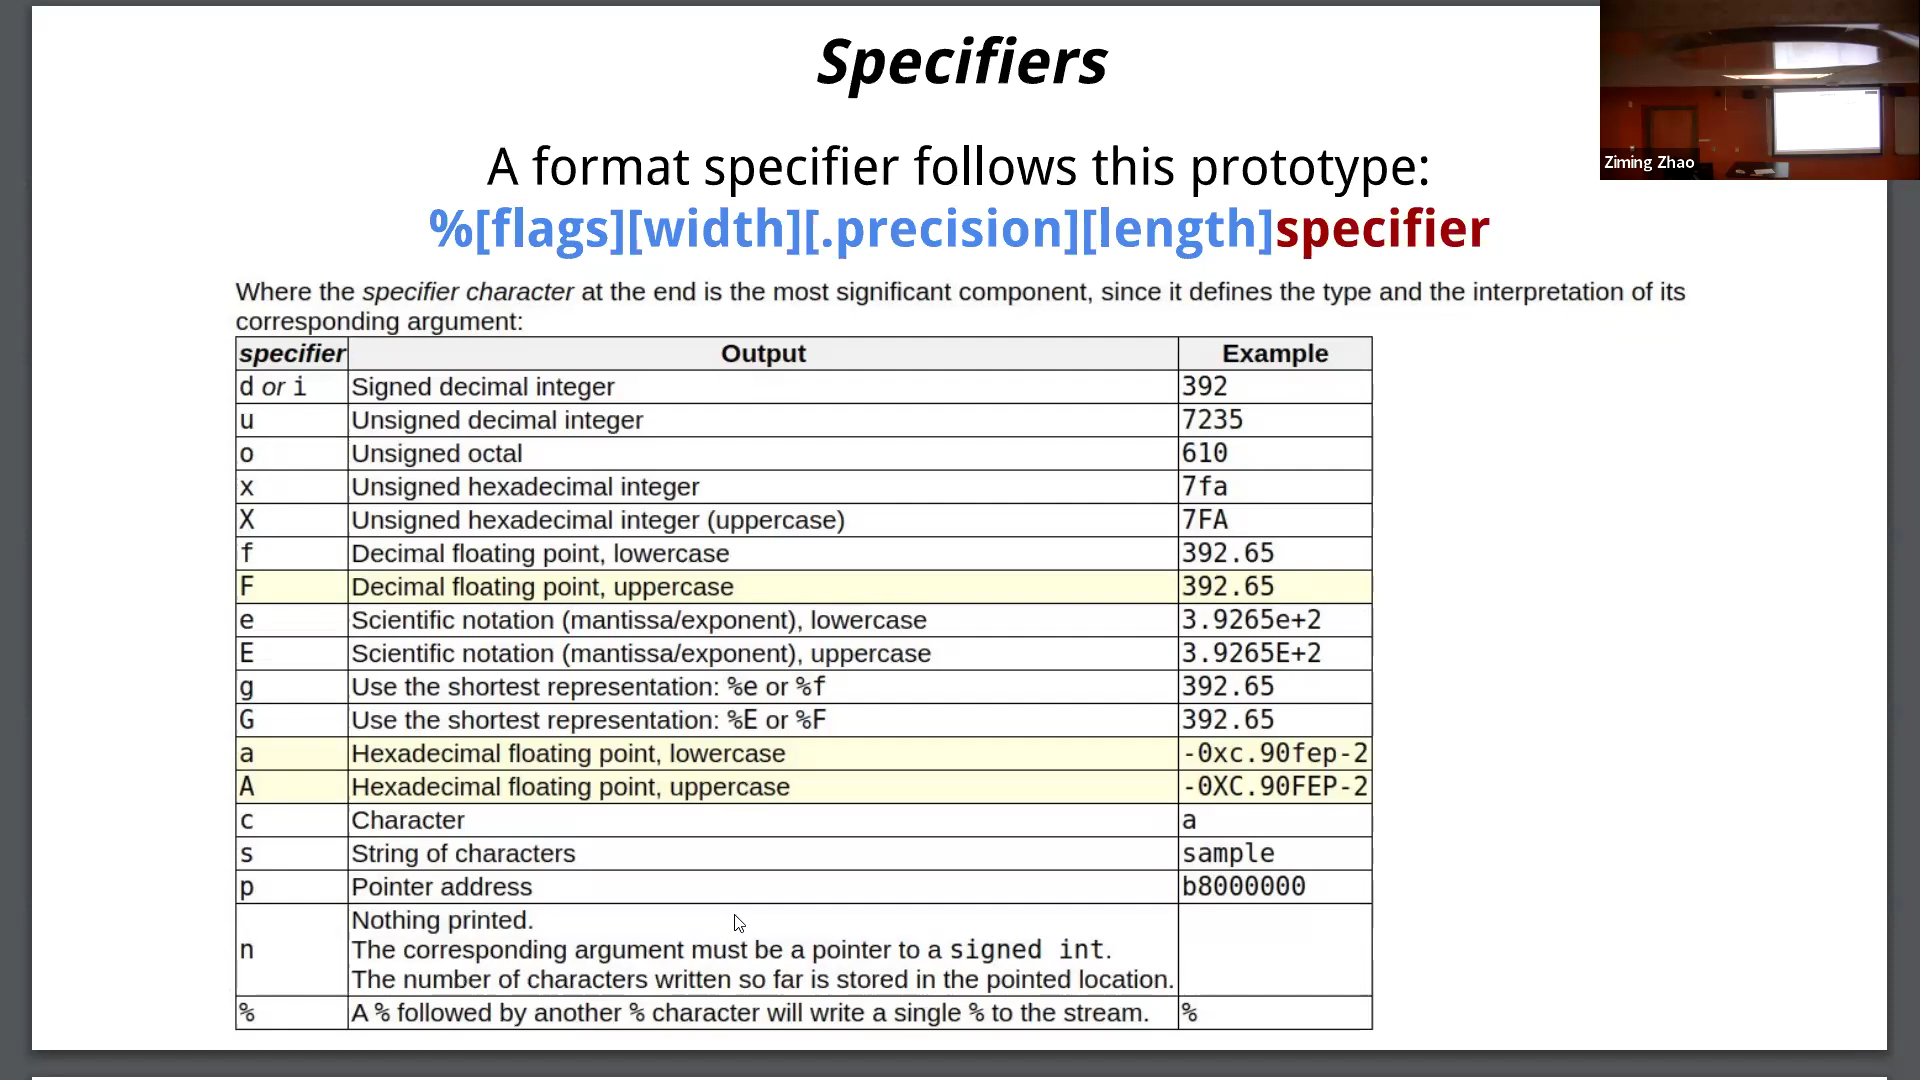 Specifiers
A format specifier follows this prototype:
%[flags][width][.precision][length]specifier
Where the specifier character at the end is the most significant component, since it defines the type and the interpretation of its
corresponding argument:
specifier Output Example
d or i Signed decimal integer 392
u Unsigned decimal integer 7235
o Unsigned octal 610
x Unsigned hexadecimal integer 7fa
X Unsigned hexadecimal integer (uppercase) 7FA
f Decimal floating point, lowercase 392.65
F Decimal floating point, uppercase 392.65
e Scientific notation (mantissa/exponent), lowercase 3.9265e+2
E Scientific notation (mantissa/exponent), uppercase 3.9265E+2
g Use the shortest representation: %e or %f 392.65
G Use the shortest representation: %E or %F 392.65
a Hexadecimal floating point, lowercase -0xc.90fep-2
A Hexadecimal floating point, uppercase -0XC.90FEP-2
c Character a
s String of characters sample
p Pointer address b8000000
n Nothing printed.
The corresponding argument must be a pointer to a signed int.
The number of characters written so far is stored in the pointed location.
% A % followed by another % character will write a single % to the stream. %
Ziming Zhao